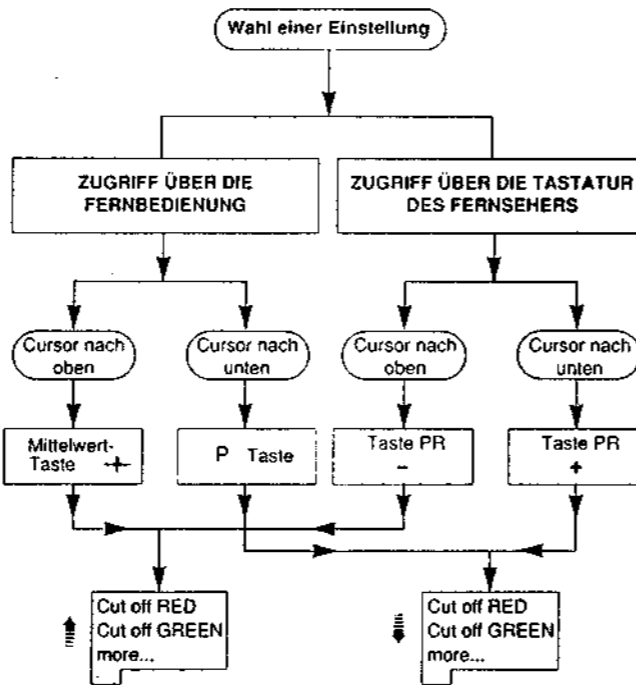 Wahl einer Einstellung
ZUGRIFF ÜBER DIE
FERNBEDIENUNG
ZUGRIFF ÜBER DIE TASTATUR
DES FERNSEHERS
Cursor nach
oben
Cursor nach
unten
Cursor nach
oben
Cursor nach
unten
Mittelwert-
Taste -+-
P Taste
Taste PR
-
Taste PR
+
Cut off RED
Cut off GREEN
more...
Cut off RED
Cut off GREEN
more...